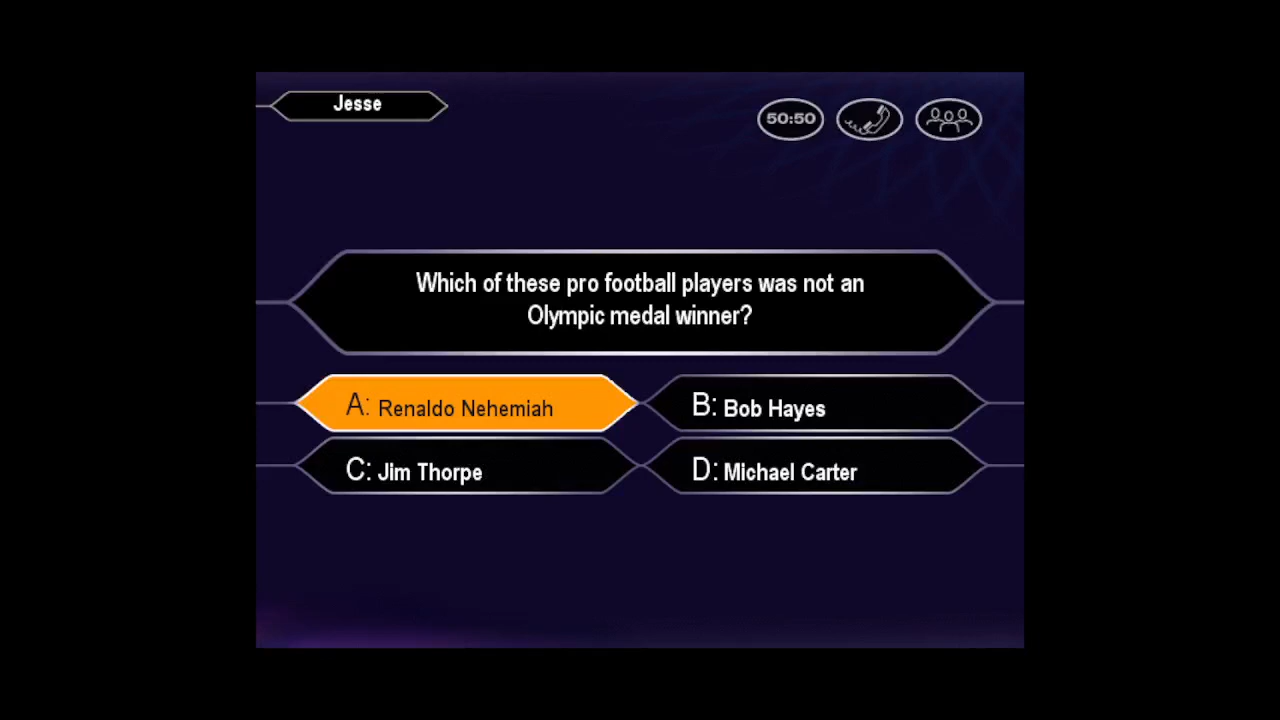 Jesse
50:50
Which of these pro football players was not an
Olympic medal winner?
A: Renaldo Nehemiah
B: Bob Hayes
C: Jim Thorpe
D: Michael Carter